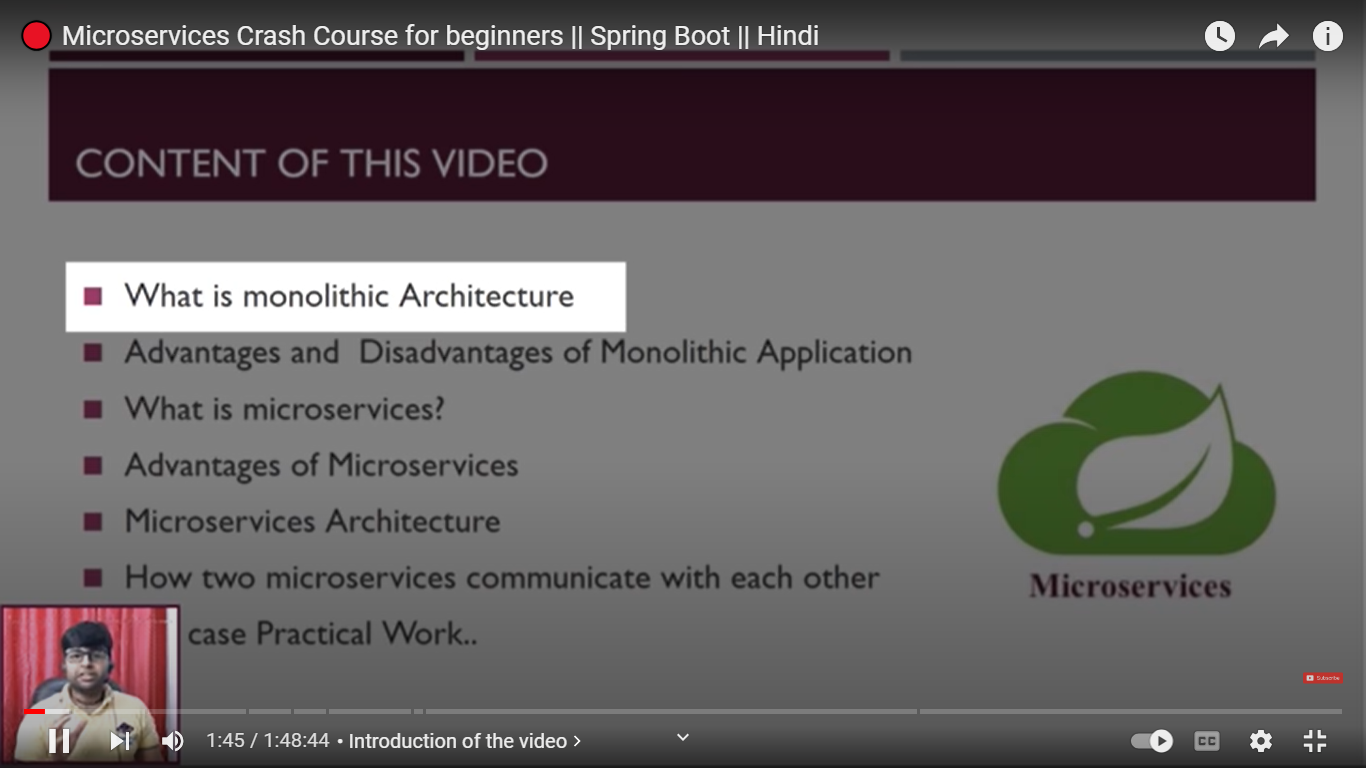 Microservices Crash Course for beginners || Spring Boot || Hindi
CONTENT OF THIS VIDEO
What is monolithic Architecture
Advantages and Disadvantages of Monolithic Application
What is microservices?
Advantages of Microservices
Microservices Architecture
How two microservices communicate with each other
case Practical Work..
Microservices
Subscribe
1:45 / 1:48:44 • Introduction of the video
CC